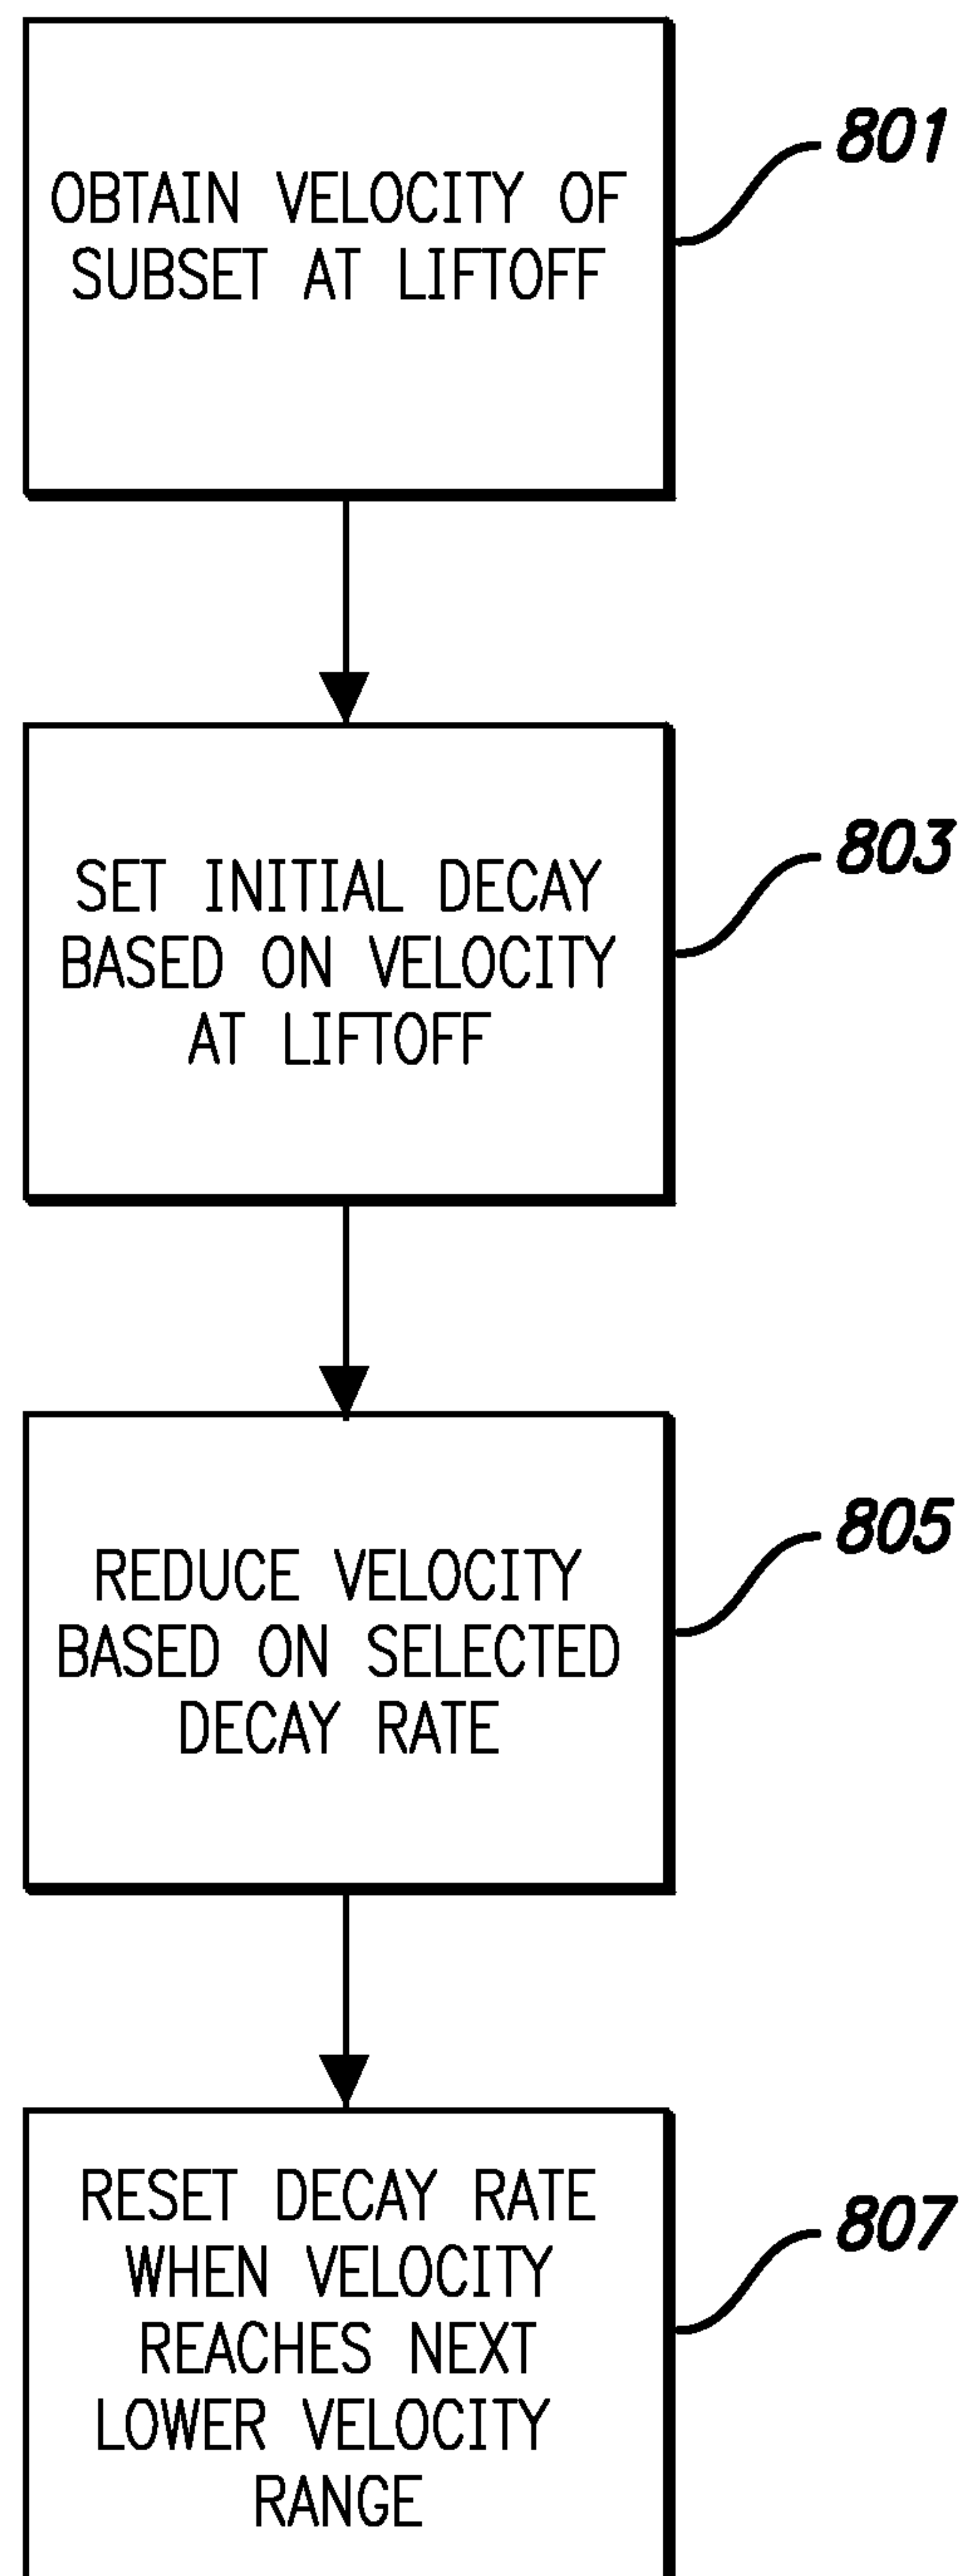 OBTAIN VELOCITY OF
SUBSET AT LIFTOFF
801
SET INITIAL DECAY
BASED ON VELOCITY
AT LIFTOFF
803
REDUCE VELOCITY
BASED ON SELECTED
DECAY RATE
805
RESET DECAY RATE
WHEN VELOCITY
REACHES NEXT
LOWER VELOCITY
RANGE
807